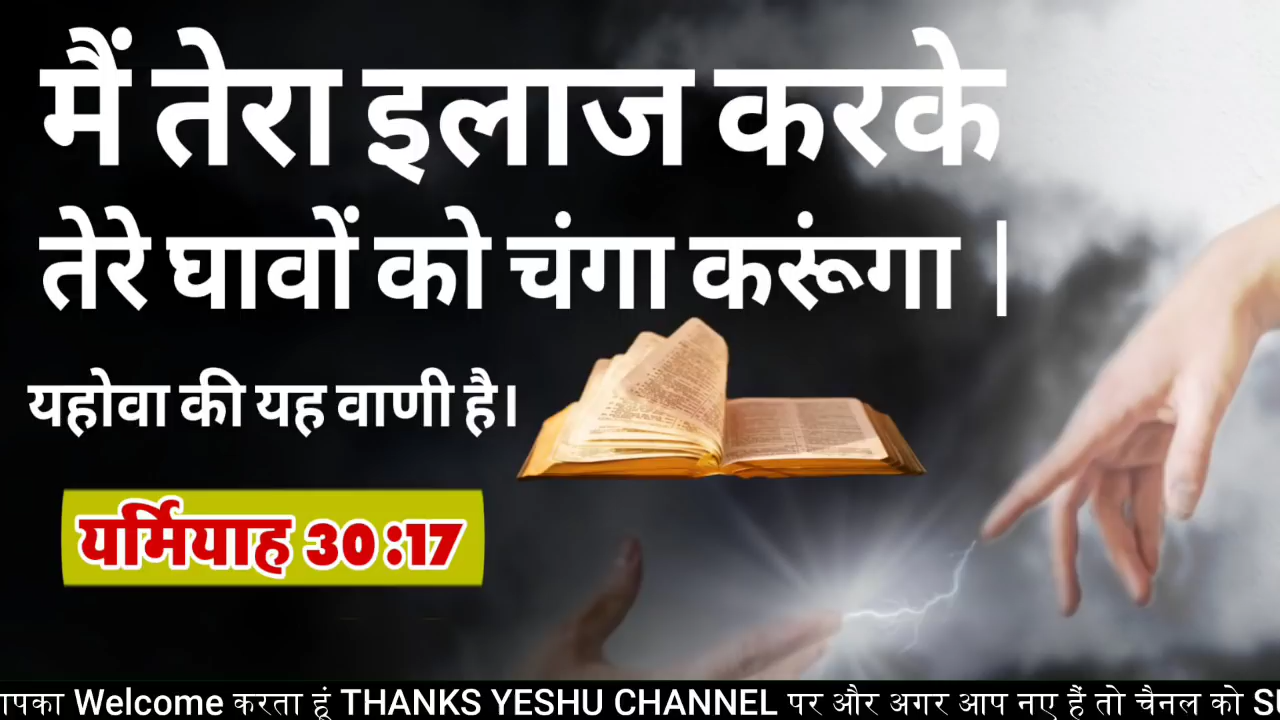 मैं तेरा इलाज करके
तेरे घावों को चंगा करूंगा |
यहोवा की यह वाणी है।
यर्मियाह 30 :17
पका Welcome करता हूं THANKS YESHU CHANNEL पर और अगर आप नए हैं तो चैनल को